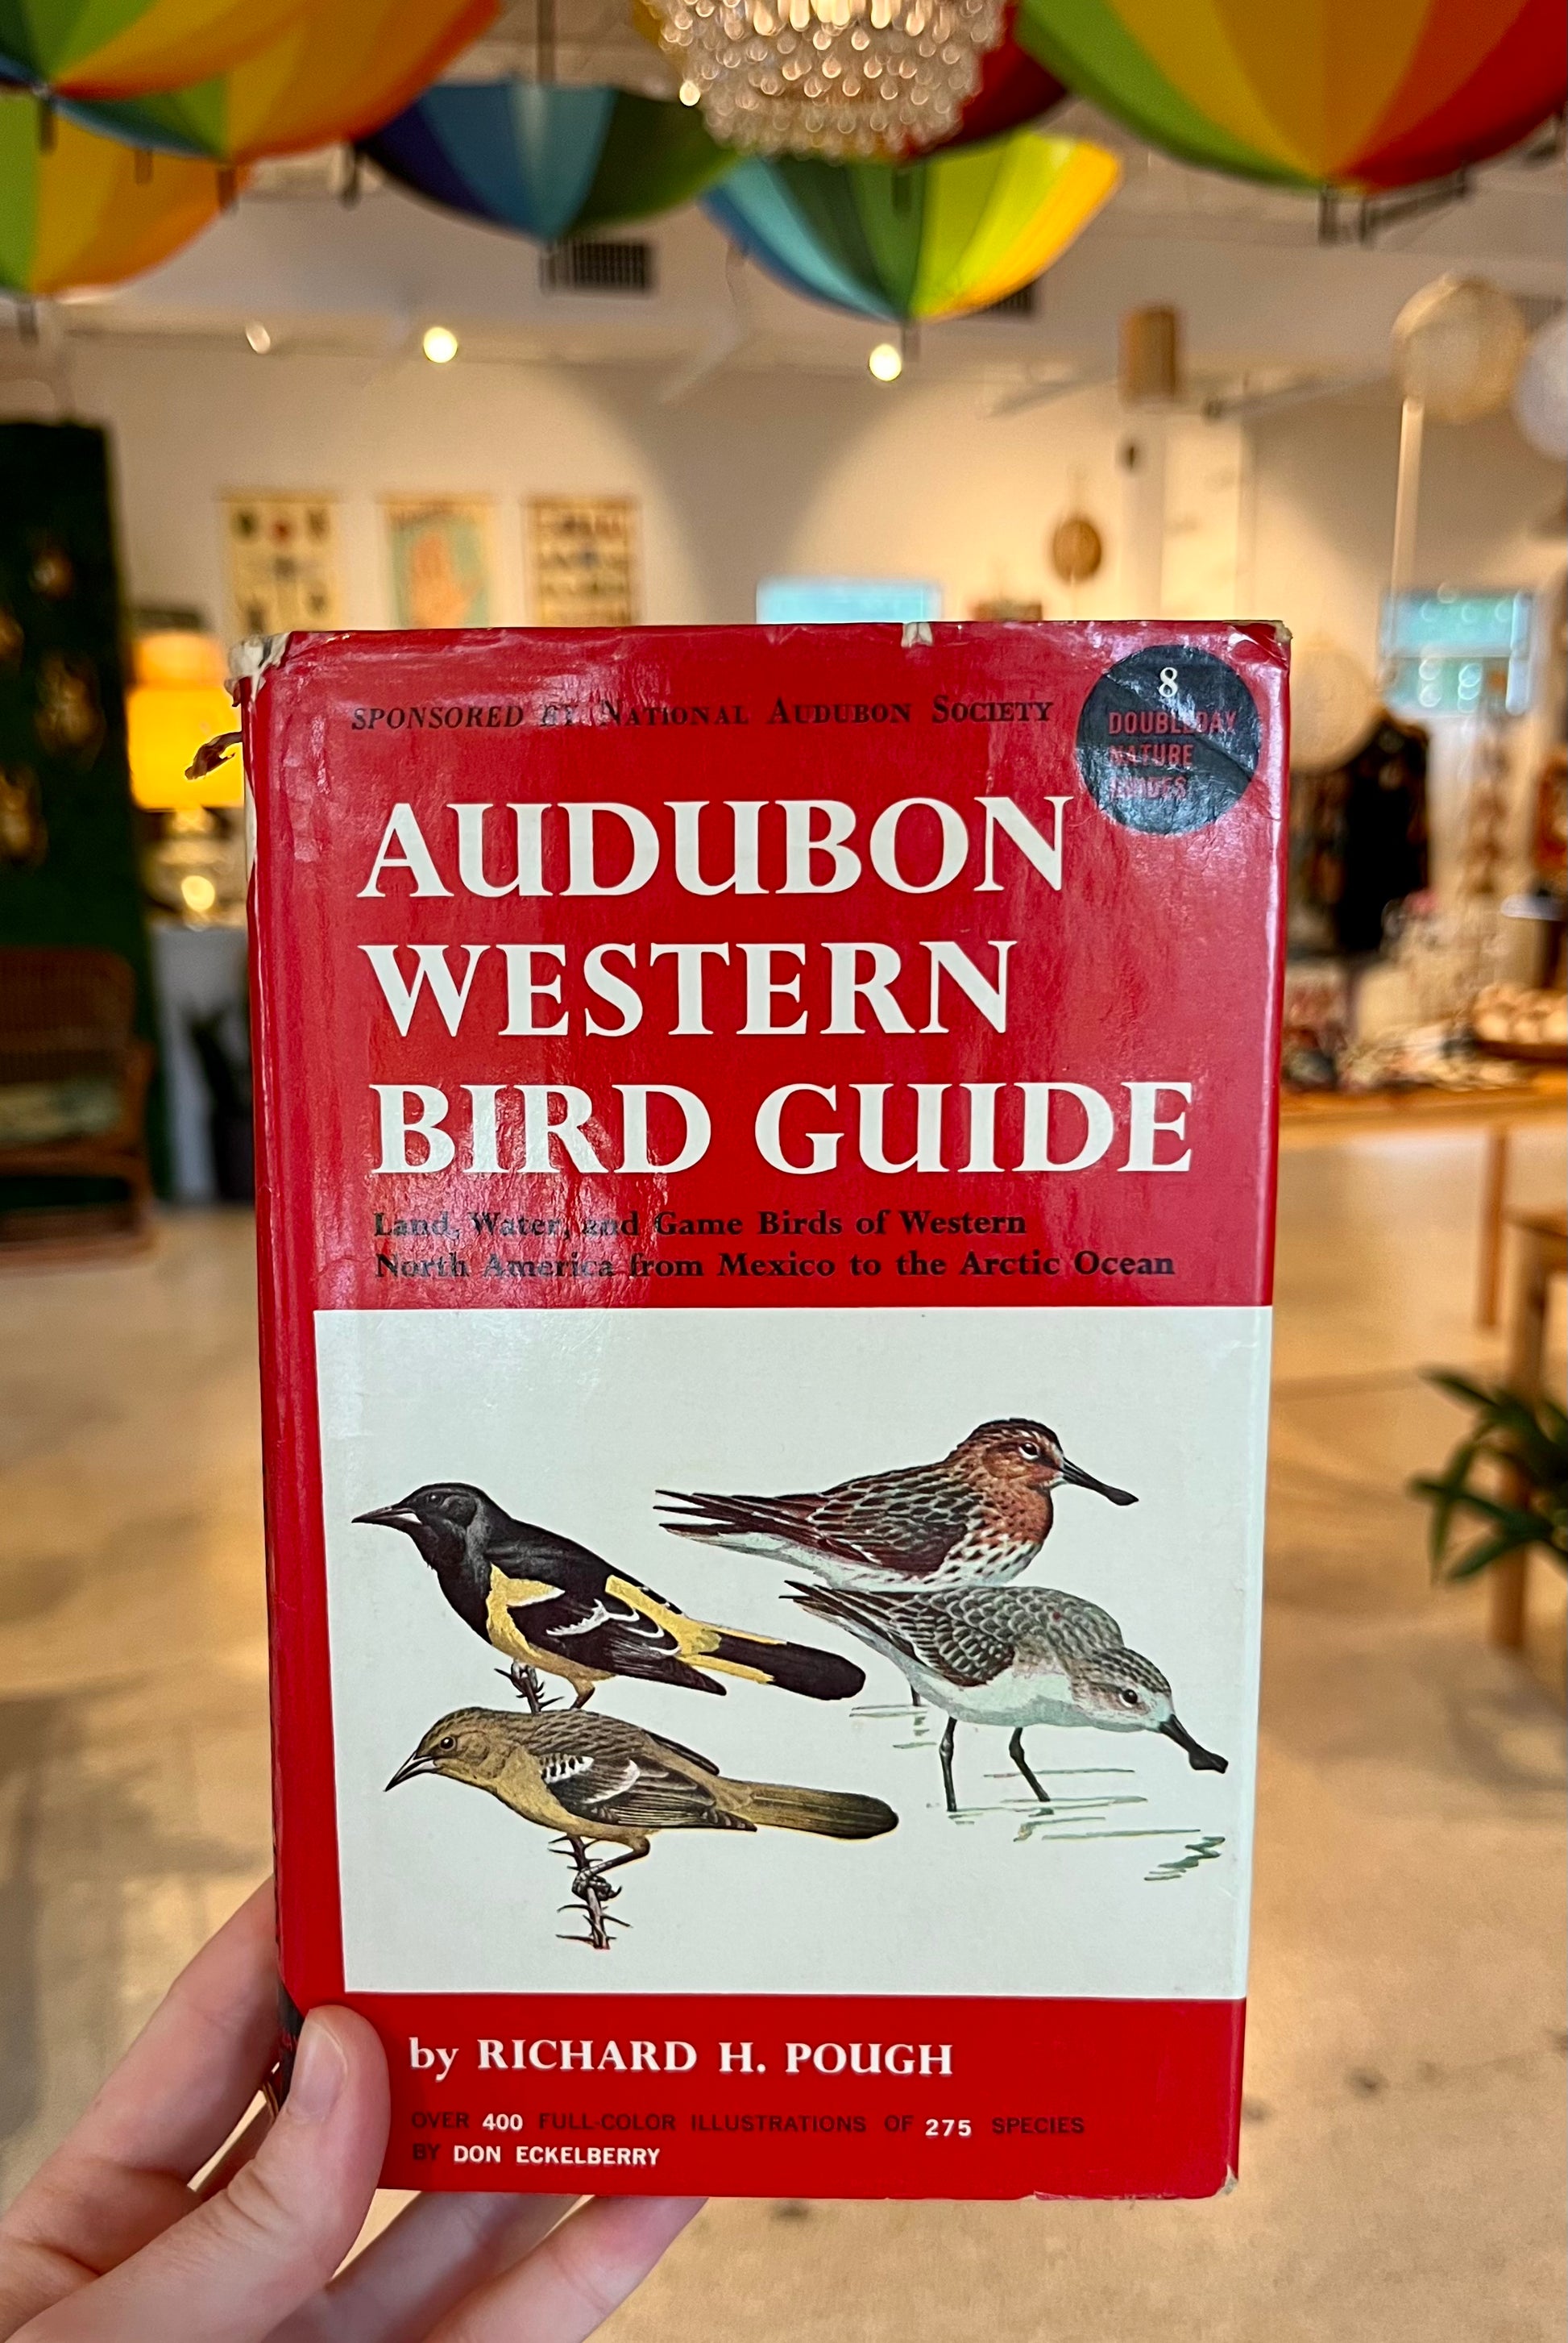 SPONSORED BY NATIONAL AUDUBON SOCIETY
8
DOUBLEDAY
NATURE
GUIDES
AUDUBON
WESTERN
BIRD GUIDE
Land, Water, and Game Birds of Western
North America from Mexico to the Arctic Ocean
by RICHARD H. POUGH
OVER 400 FULL-COLOR ILLUSTRATIONS OF 275 SPECIES
BY DON ECKELBERRY